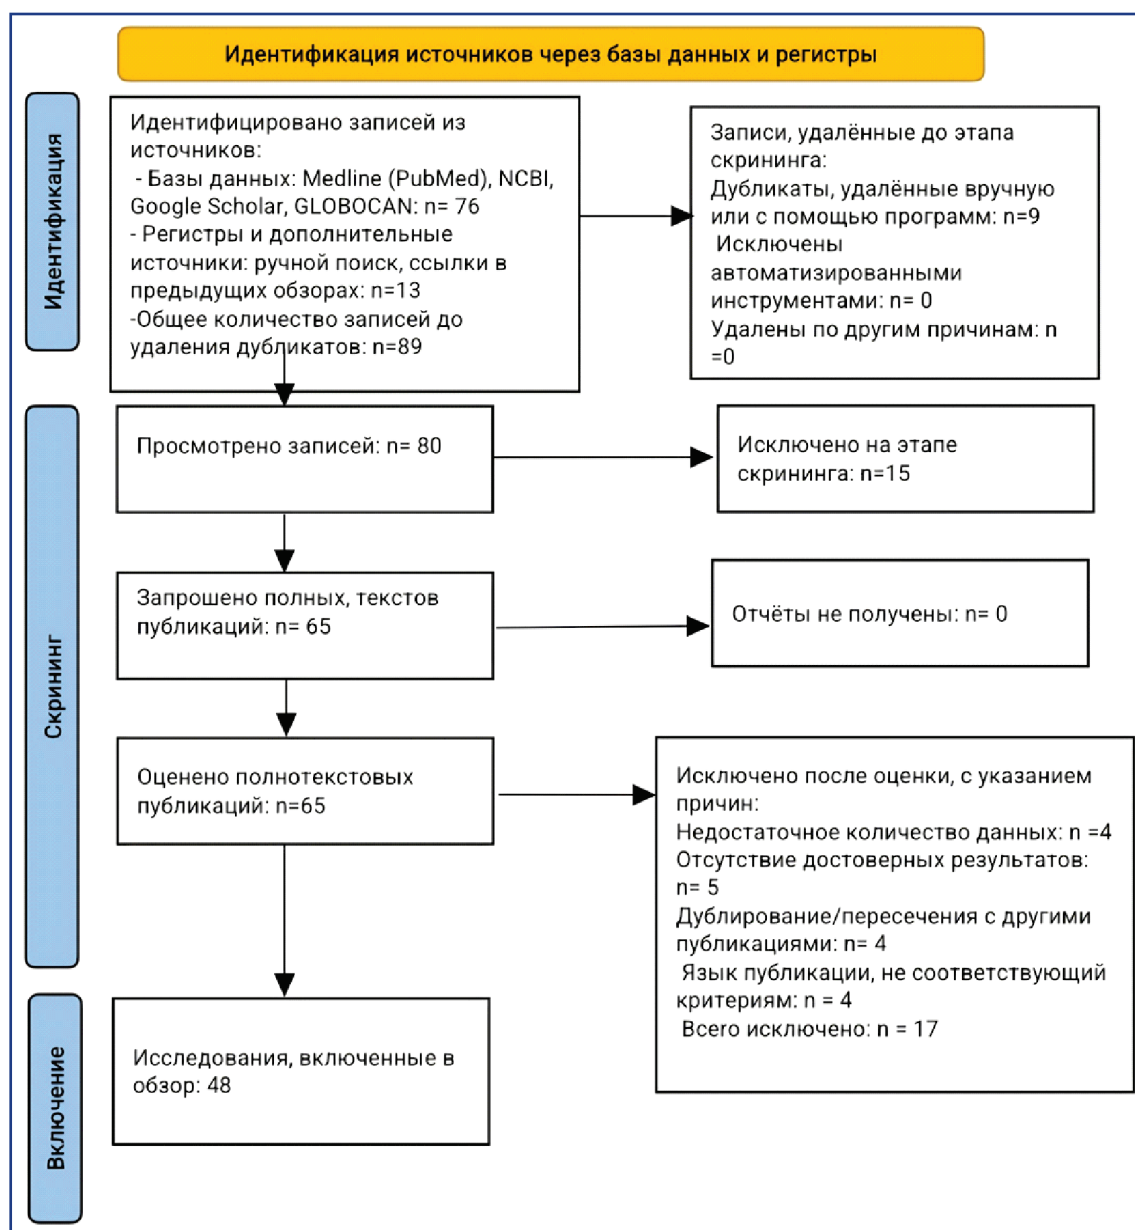 Идентификация источников через базы данных и регистры
Идентификация
Идентифицировано записей из
источников:
- Базы данных: Medline (PubMed), NCBI,
Google Scholar, GLOBOCAN: n= 76
- Регистры и дополнительные
источники: ручной поиск, ссылки в
предыдущих обзорах: n=13
-Общее количество записей до
удаления дубликатов: n=89
Записи, удалённые до этапа
скрининга:
Дубликаты, удалённые вручную
или с помощью программ: n=9
Исключены
автоматизированными
инструментами: n= 0
Удалены по другим причинам: n
=0
Скрининг
Просмотрено записей: n= 80
Исключено на этапе
скрининга: n=15
Запрошено полных, текстов
публикаций: n= 65
Отчёты не получены: n= 0
Оценено полнотекстовых
публикаций: n=65
Исключено после оценки, с указанием
причин:
Недостаточное количество данных: n =4
Отсутствие достоверных результатов:
n= 5
Дублирование/пересечения с другими
публикациями: n= 4
Язык публикации, не соответствующий
критериям: n = 4
Всего исключено: n = 17
Включение
Исследования, включенные в
обзор: 48